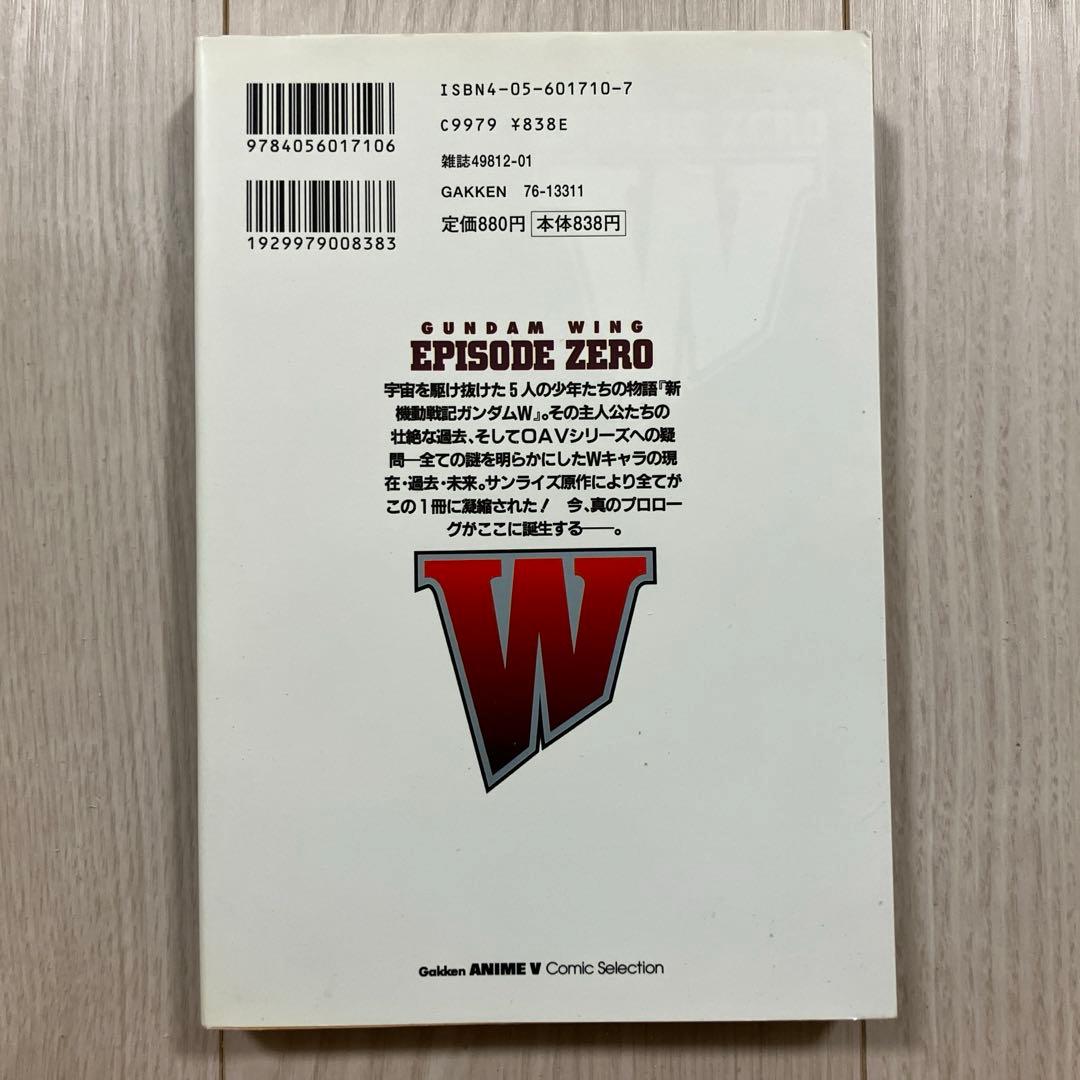 ISBN4-05-601710-7
9784056017106
C9979 ¥838E
雑誌49812-01
GAKKEN 76-13311
定価880円 本体838円
1929979008383
GUNDAM WING
EPISODE ZERO
宇宙を駆け抜けた5人の少年たちの物語『新
機動戦記ガンダムW』。その主人公たちの
壮絶な過去、そしてOAVシリーズへの疑
問―全ての謎を明らかにしたWキャラの現
在・過去・未来。サンライズ原作により全てが
この1冊に凝縮された! 今、真のプロロー
グがここに誕生する――。
W
Gakken ANIME V Comic Selection